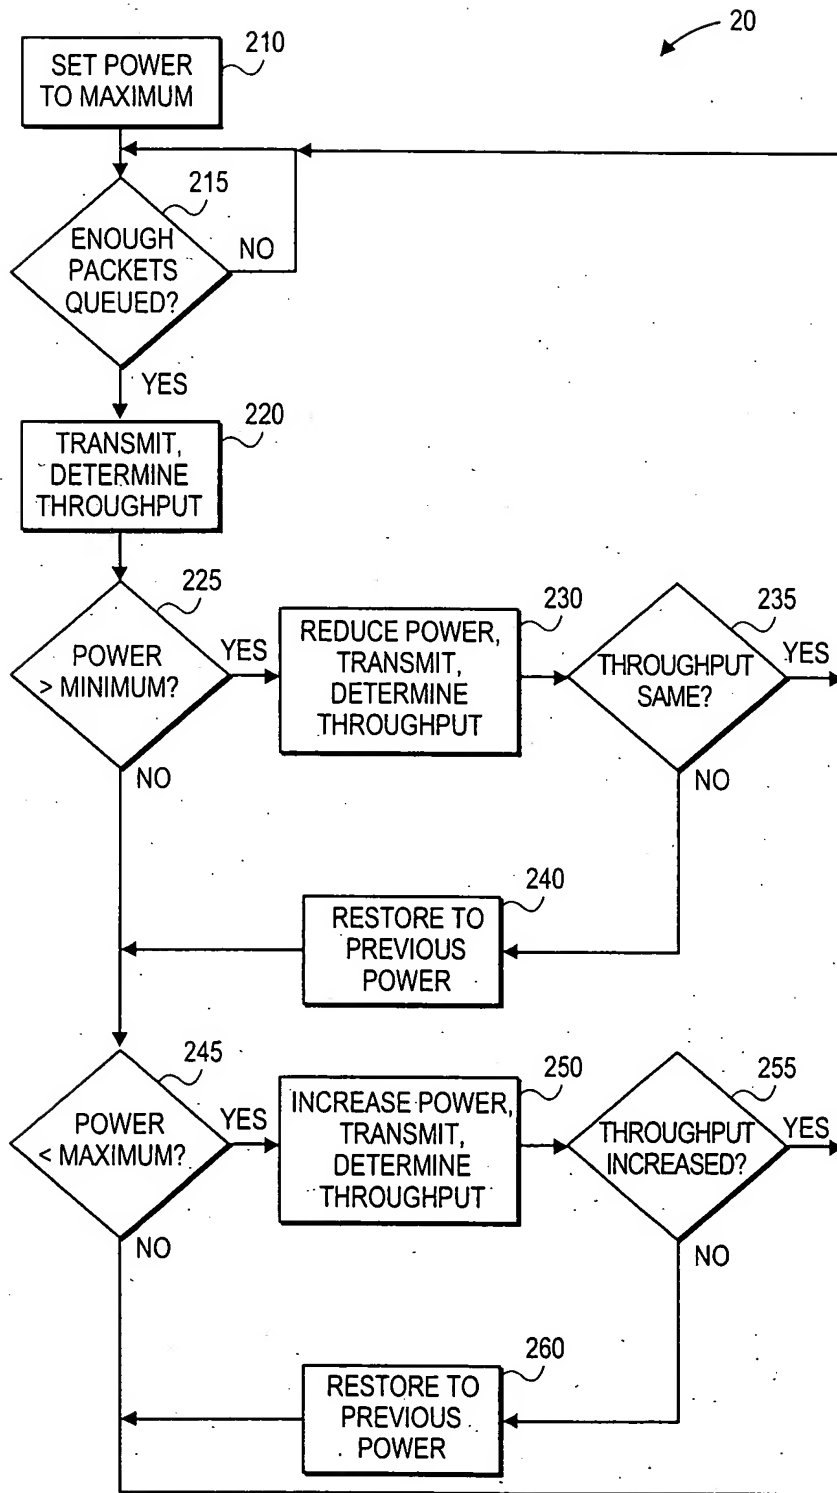 20
210
SET POWER
TO MAXIMUM
215
ENOUGH
PACKETS
QUEUED?
NO
YES
220
TRANSMIT,
DETERMINE
THROUGHPUT
225
POWER
> MINIMUM?
YES
NO
230
REDUCE POWER,
TRANSMIT,
DETERMINE
THROUGHPUT
235
THROUGHPUT
SAME?
YES
NO
240
RESTORE TO
PREVIOUS
POWER
245
POWER
< MAXIMUM?
YES
NO
250
INCREASE POWER,
TRANSMIT,
DETERMINE
THROUGHPUT
255
THROUGHPUT
INCREASED?
YES
NO
260
RESTORE TO
PREVIOUS
POWER